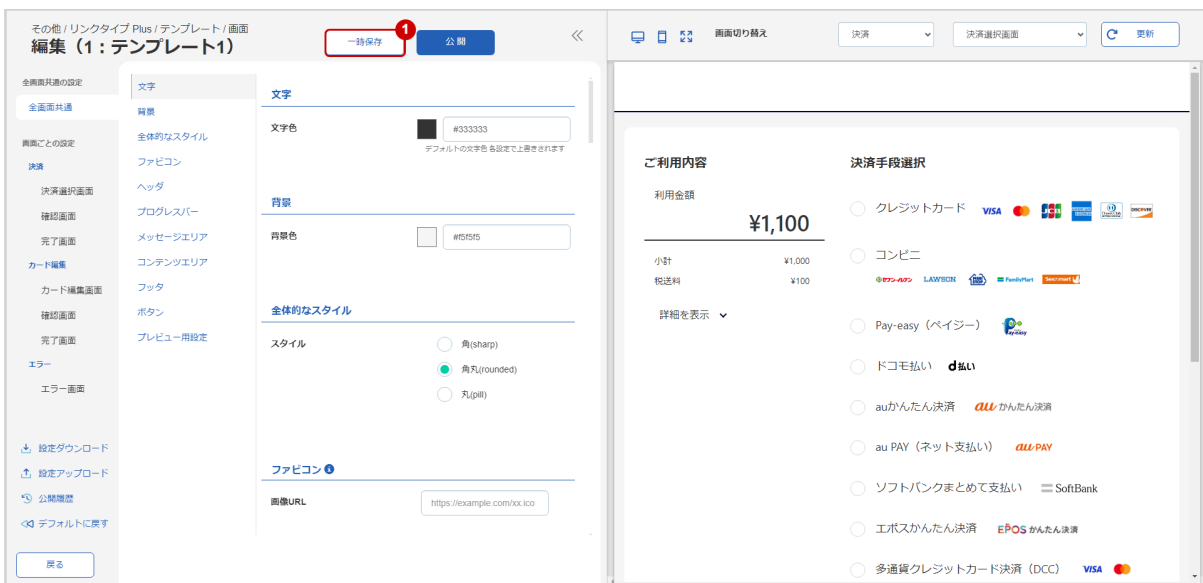 その他 / リンクタイプ Plus / テンプレート / 画面
編集（1：テンプレート1）
一時保存
1
公開
全画面共通の設定
全画面共通
画面ごとの設定
決済
決済選択画面
確認画面
完了画面
カード編集
カード編集画面
確認画面
完了画面
エラー
エラー画面
設定ダウンロード
設定アップロード
公開履歴
デフォルトに戻す
戻る
文字
背景
全体的なスタイル
ファビコン
ヘッダ
プログレスバー
メッセージエリア
コンテンツエリア
フッタ
ボタン
プレビュー用設定
文字
文字色
#333333
デフォルトの文字色 各設定で上書きされます
背景
背景色
#f5f5f5
全体的なスタイル
スタイル
角(sharp)
角丸(rounded)
丸(pill)
ファビコン
画像URL
https://example.com/xx.ico
画面切り替え
決済
決済選択画面
更新
ご利用内容
利用金額
¥1,100
小計 ¥1,000
税送料 ¥100
詳細を表示
決済手段選択
クレジットカード VISA JCB DISCOVER
コンビニ
セブン-イレブン LAWSON FamilyMart Seicomart
Pay-easy（ペイジー） Pay-easy
ドコモ払い d払い
auかんたん決済 au かんたん決済
au PAY（ネット支払い） au PAY
ソフトバンクまとめて支払い SoftBank
エポスかんたん決済 EPOS かんたん決済
多通貨クレジットカード決済（DCC） VISA